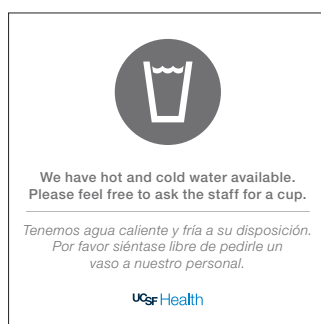 We have hot and cold water available.
Please feel free to ask the staff for a cup.
Tenemos agua caliente y fría a su disposición.
Por favor siéntase libre de pedirle un
vaso a nuestro personal.
UCSF Health